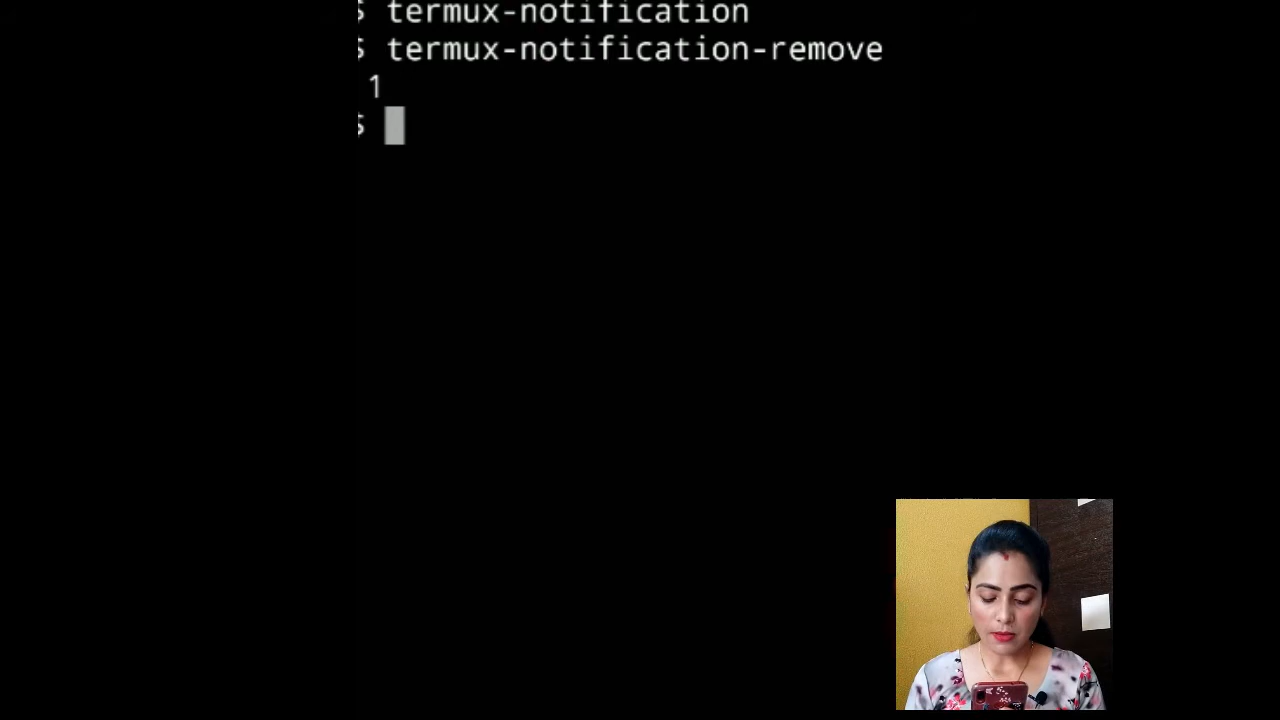 $ termux-notification
$ termux-notification-remove
1
$